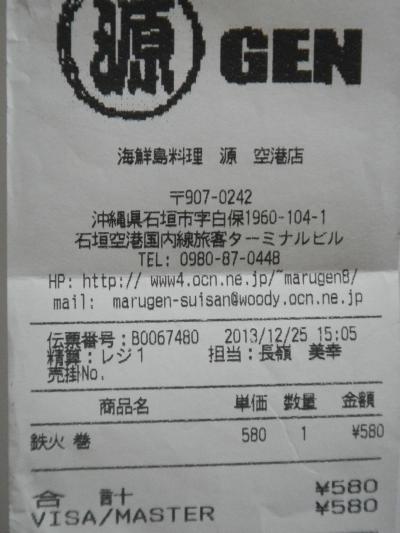 源 GEN
海鮮島料理 源 空港店
〒907-0242
沖縄県石垣市字白保1960-104-1
石垣空港国内線旅客ターミナルビル
TEL: 0980-87-0448
HP: http:// www4.ocn.ne.jp/~marugen8/
mail: marugen-suisan@woody.ocn.ne.jp
伝票番号:B0067480 2013/12/25 15:05
精算:レジ1 担当:長嶺 美幸
売掛No.
商品名 単価 数量 金額
鉄火 巻 580 1 ¥580
合 計 ¥580
VISA/MASTER ¥580